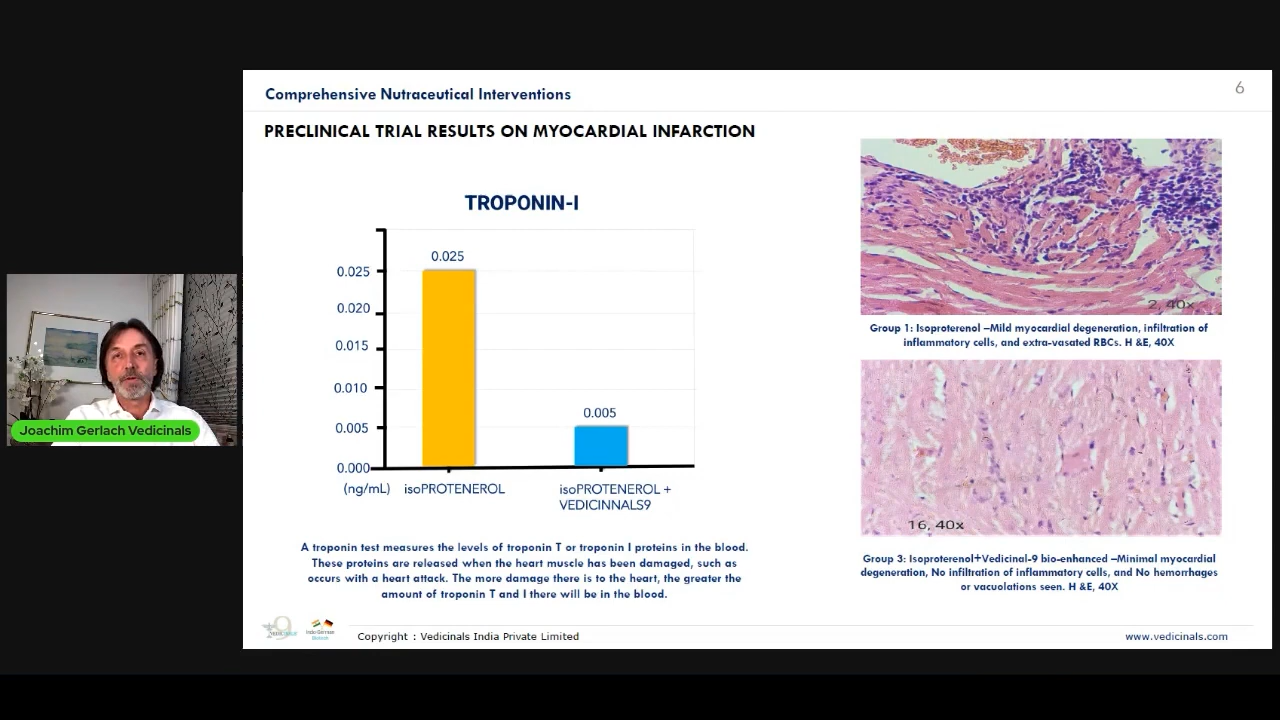 Comprehensive Nutraceutical Interventions
6
PRECLINICAL TRIAL RESULTS ON MYOCARDIAL INFARCTION
TROPONIN-I
0.025
0.025
0.020
0.015
0.010
0.005
0.005
0.000
(ng/mL)
isoPROTENEROL
isoPROTENEROL +
VEDICINNALS9
A troponin test measures the levels of troponin T or troponin I proteins in the blood.
These proteins are released when the heart muscle has been damaged, such as
occurs with a heart attack. The more damage there is to the heart, the greater the
amount of troponin T and I there will be in the blood.
2, 40x
Group 1: Isoproterenol –Mild myocardial degeneration, infiltration of
inflammatory cells, and extra-vasated RBCs. H &E, 40X
16, 40x
Group 3: Isoproterenol+Vedicinal-9 bio-enhanced –Minimal myocardial
degeneration, No infiltration of inflammatory cells, and No hemorrhages
or vacuolations seen. H &E, 40X
Joachim Gerlach Vedicinals
Indo-German
Copyright : Vedicinals India Private Limited
www.vedicinals.com